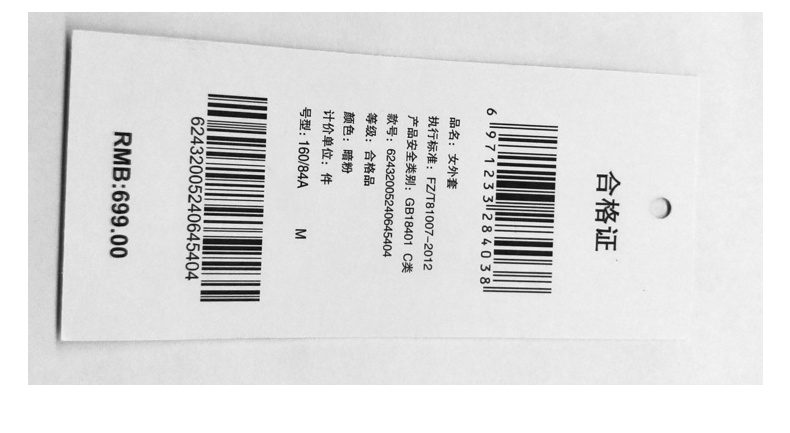 合格证
6 971233 284038
品名：女外套
执行标准：FZ/T81007-2012
产品安全类别：GB18401 C类
款号：62432005240645404
等级：合格品
颜色：暗粉
计价单位：件
号型：160/84A M
62432005240645404
RMB:699.00